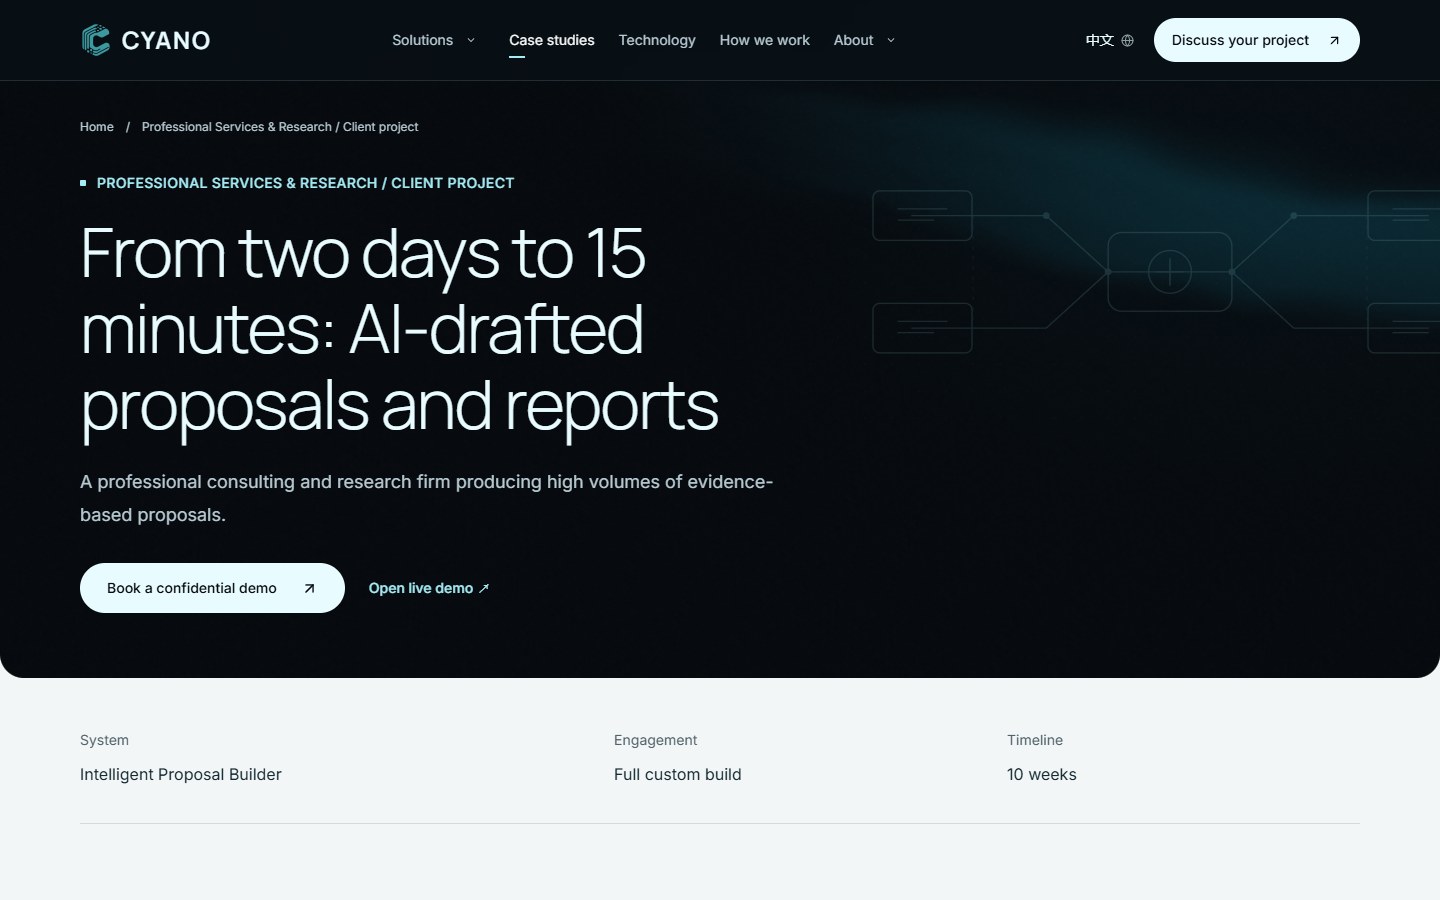 CYANO
Solutions
Case studies
Technology
How we work
About
中文
Discuss your project
Home / Professional Services & Research / Client project
PROFESSIONAL SERVICES & RESEARCH / CLIENT PROJECT
From two days to 15
minutes: AI-drafted
proposals and reports
A professional consulting and research firm producing high volumes of evidence-
based proposals.
Book a confidential demo
Open live demo ↗
System
Intelligent Proposal Builder
Engagement
Full custom build
Timeline
10 weeks